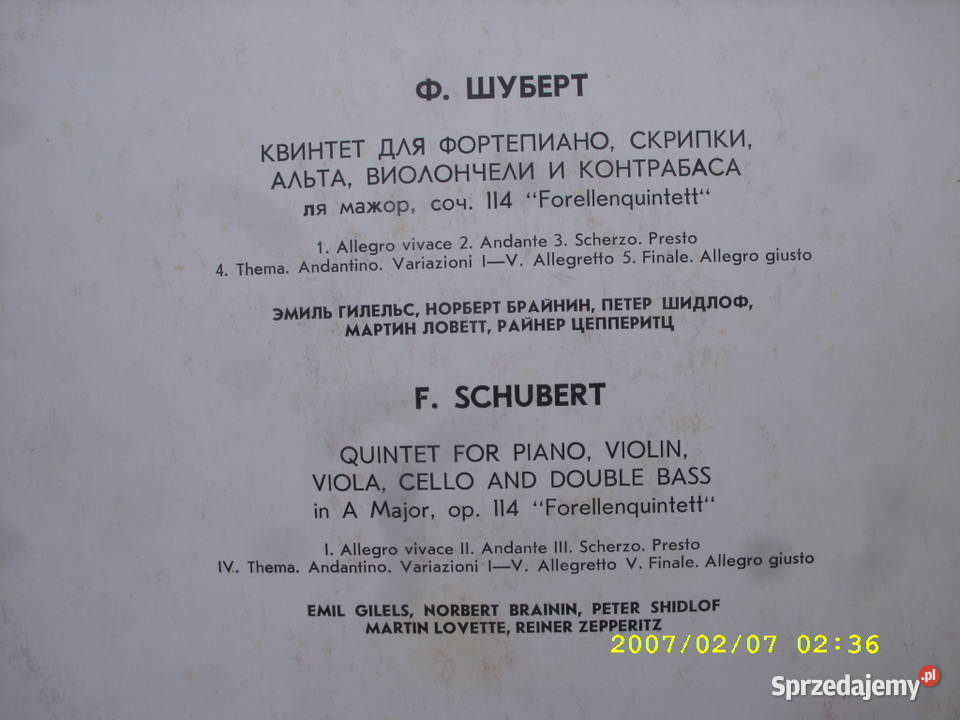 Ф. ШУБЕРТ
КВИНТЕТ ДЛЯ ФОРТЕПИАНО, СКРИПКИ,
АЛЬТА, ВИОЛОНЧЕЛИ И КОНТРАБАСА
ля мажор, соч. 114 “Forellenquintett“
1. Allegro vivace 2. Andante 3. Scherzo. Presto
4. Thema. Andantino. Variazioni I—V. Allegretto 5. Finale. Allegro giusto
ЭМИЛЬ ГИЛЕЛЬС, НОРБЕРТ БРАЙНИН, ПЕТЕР ШИДЛОФ,
МАРТИН ЛОВЕТТ, РАЙНЕР ЦЕППЕРИТЦ
F. SCHUBERT
QUINTET FOR PIANO, VIOLIN,
VIOLA, CELLO AND DOUBLE BASS
in A Major, op. 114 “Forellenquintett“
I. Allegro vivace II. Andante III. Scherzo. Presto
IV. Thema. Andantino. Variazioni I—V. Allegretto V. Finale. Allegro giusto
EMIL GILELS, NORBERT BRAININ, PETER SHIDLOF
MARTIN LOVETTE, REINER ZEPPERITZ
2007/02/07 02:36
Sprzedajemy.pl